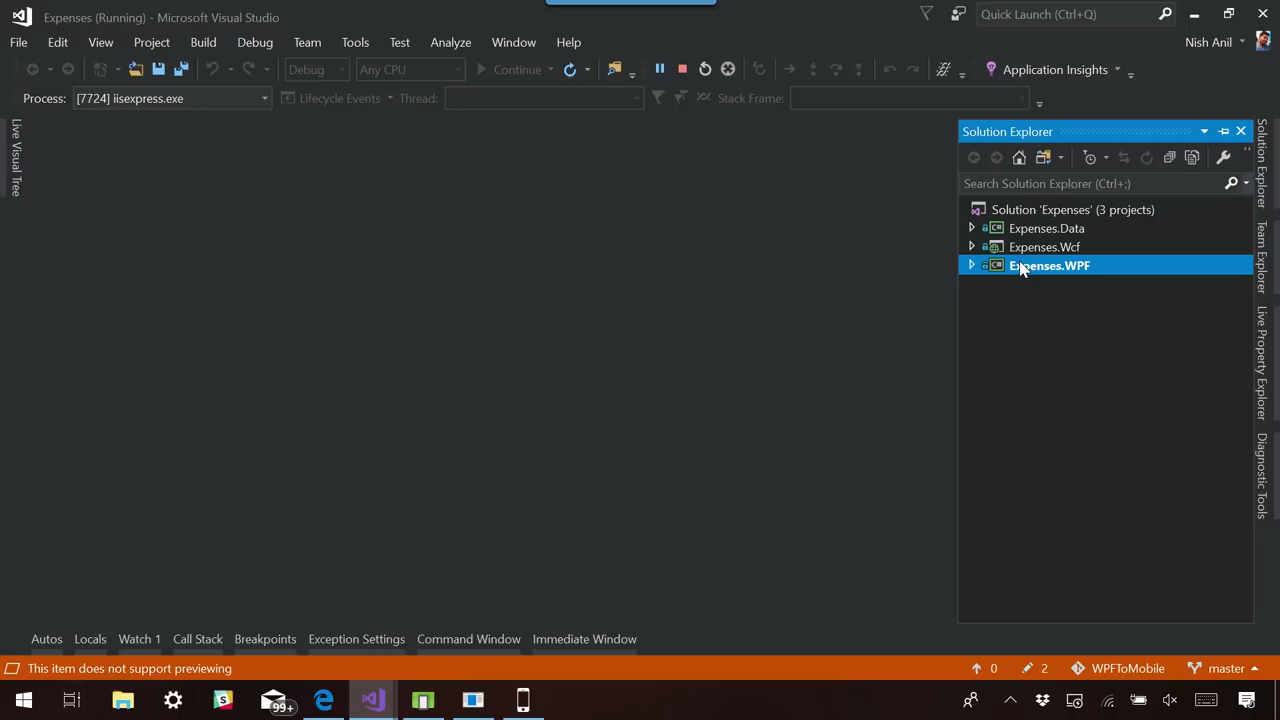 Expenses (Running) - Microsoft Visual Studio
Quick Launch (Ctrl+Q)
File Edit View Project Build Debug Team Tools Test Analyze Window Help
Nish Anil
Debug Any CPU Continue Application Insights
Process: [7724] iisexpress.exe Lifecycle Events Thread: Stack Frame:
Live Visual Tree
Solution Explorer
Search Solution Explorer (Ctrl+;)
Solution 'Expenses' (3 projects)
Expenses.Data
Expenses.Wcf
Expenses.WPF
Solution Explorer
Team Explorer
Live Property Explorer
Diagnostic Tools
Autos Locals Watch 1 Call Stack Breakpoints Exception Settings Command Window Immediate Window
This item does not support previewing
0 2 WPFToMobile master
99+